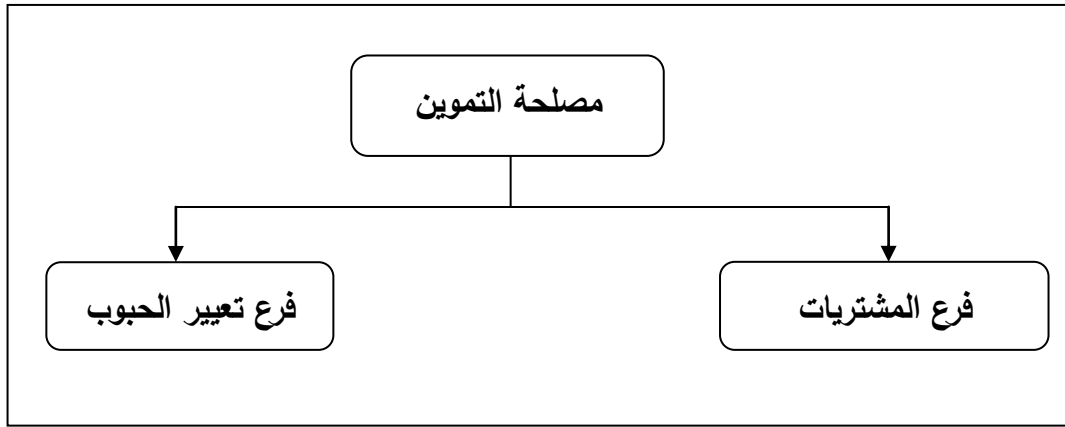 مصلحة التموين
فرع المشتريات
فرع تعيير الحبوب